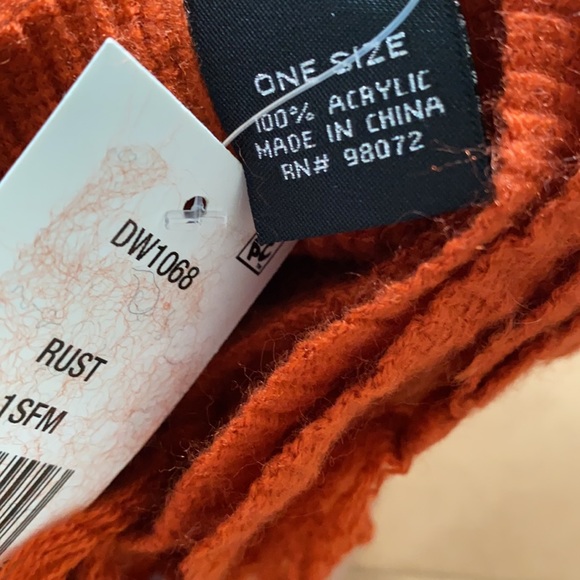 ONE SIZE
100% ACRYLIC
MADE IN CHINA
RN# 98072
DW1068
PC
RUST
1SFM